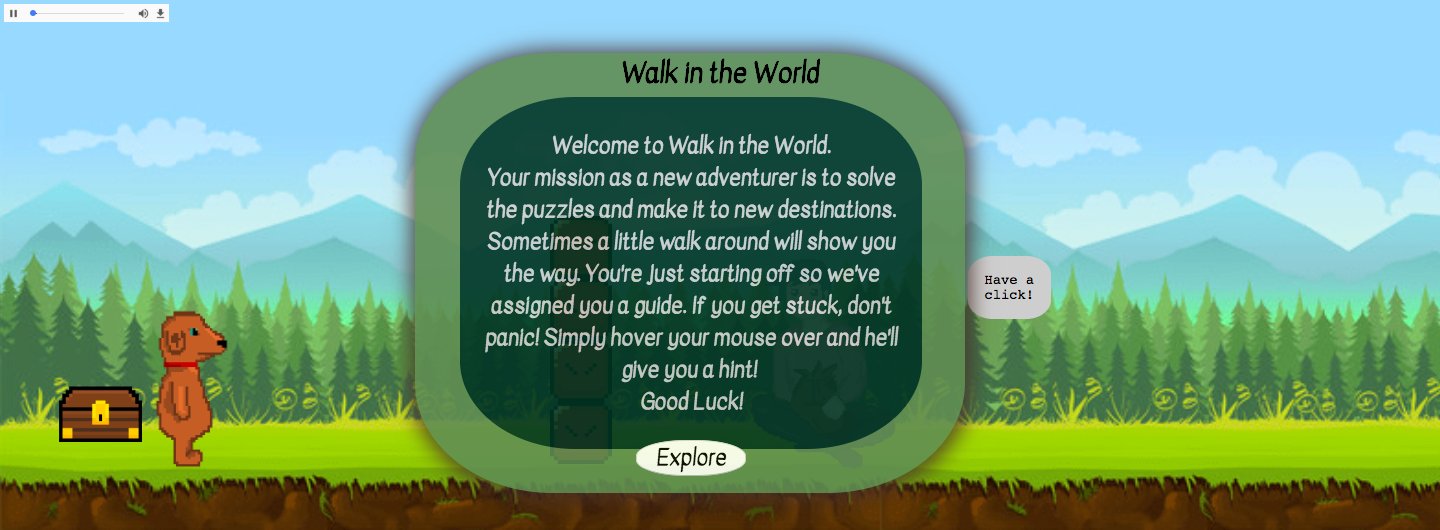 Walk in the World
Welcome to Walk in the World.
Your mission as a new adventurer is to solve
the puzzles and make it to new destinations.
Sometimes a little walk around will show you
the way. You're just starting off so we've
assigned you a guide. If you get stuck, don't
panic! Simply hover your mouse over and he'll
give you a hint!
Good Luck!
Have a
click!
Explore